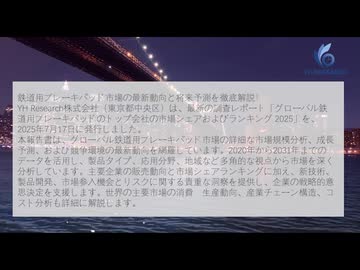 鉄道用ブレーキパッド市場の最新動向と将来予測を徹底解説!
YH Research株式会社（東京都中央区）は、最新の調査レポート「グローバル鉄
道用ブレーキパッドのトップ会社の市場シェアおよびランキング 2025」を、
2025年7月17日に発行しました。
本報告書は、グローバル鉄道用ブレーキパッド市場の詳細な市場規模分析、成長
予測、および競争環境の最新動向を網羅しています。2020年から2031年までの
データを活用し、製品タイプ、応用分野、地域など多角的な視点から市場を深く
分析しています。主要企業の販売動向と市場シェアランキングに加え、新技術、
製品開発、市場参入機会とリスクに関する貴重な洞察を提供し、企業の戦略的意
思決定を支援します。世界の主要市場の消費　生産動向、産業チェーン構造、コ
スト分析も詳細に解説します。